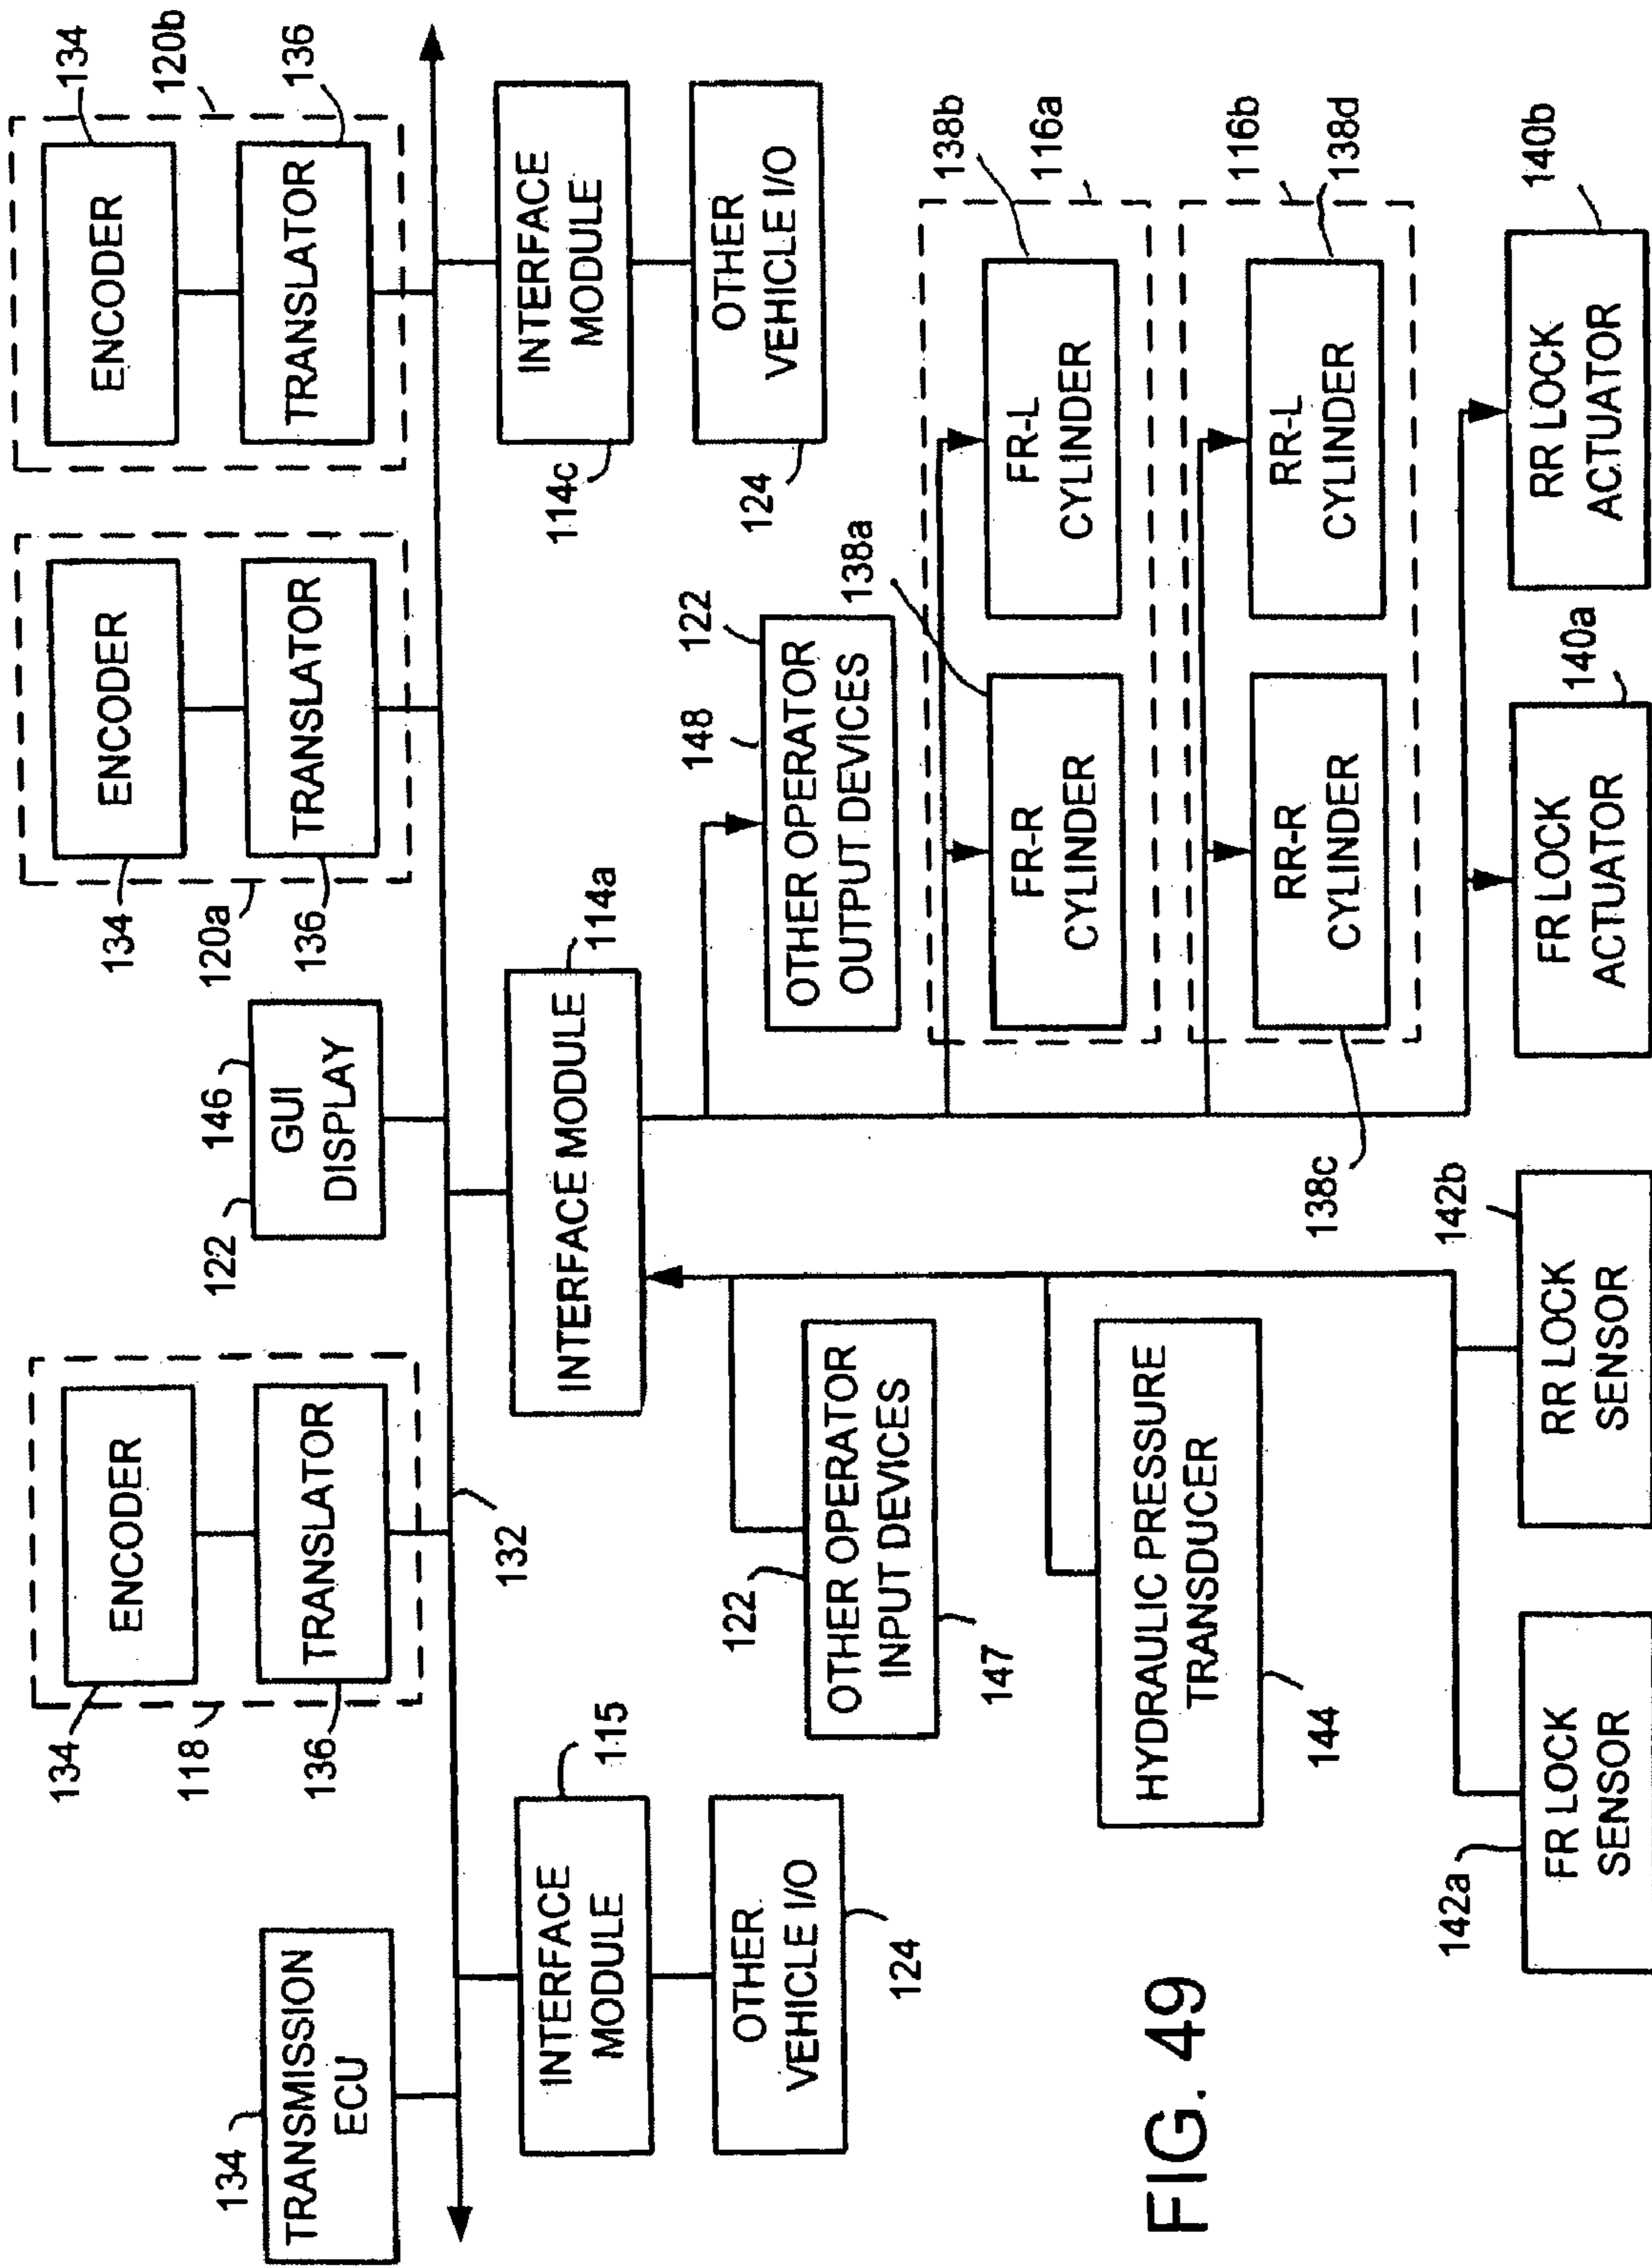 134
TRANSMISSION
ECU
134
118
136
ENCODER
TRANSLATOR
122
146
GUI
DISPLAY
134
120a
136
ENCODER
TRANSLATOR
134
120b
136
ENCODER
TRANSLATOR
132
115
INTERFACE
MODULE
OTHER
VEHICLE I/O
124
INTERFACE MODULE
114a
INTERFACE
MODULE
114c
OTHER
VEHICLE I/O
124
122
OTHER OPERATOR
INPUT DEVICES
147
148
122
OTHER OPERATOR
OUTPUT DEVICES
HYDRAULIC PRESSURE
TRANSDUCER
144
138a
FR-R
CYLINDER
138b
FR-L
CYLINDER
116a
RR-R
CYLINDER
138c
RR-L
CYLINDER
116b
138d
142a
FR LOCK
SENSOR
142b
RR LOCK
SENSOR
FR LOCK
ACTUATOR
140a
RR LOCK
ACTUATOR
140b
FIG. 49